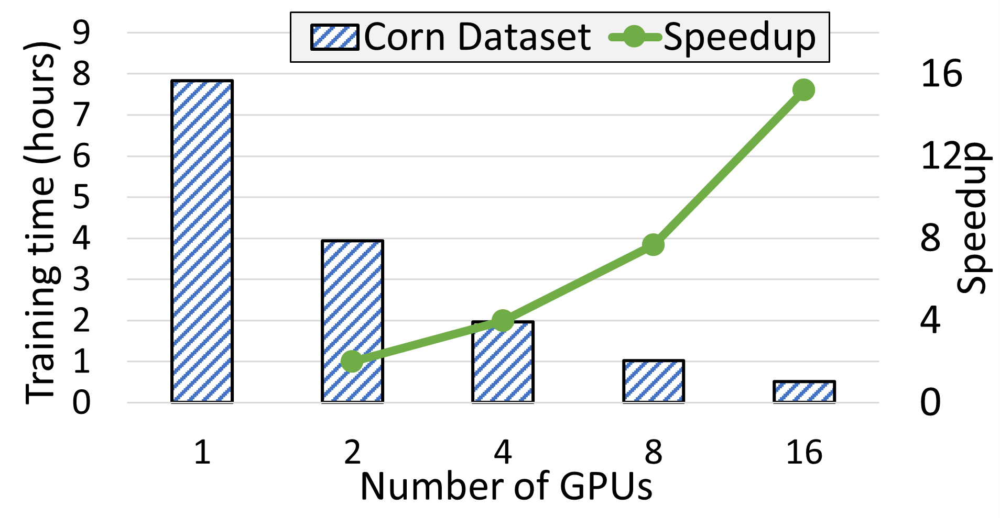 Corn Dataset
Speedup
Training time (hours)
9
8
7
6
5
4
3
2
1
0
16
12
8
4
0
Speedup
1 2 4 8 16
Number of GPUs